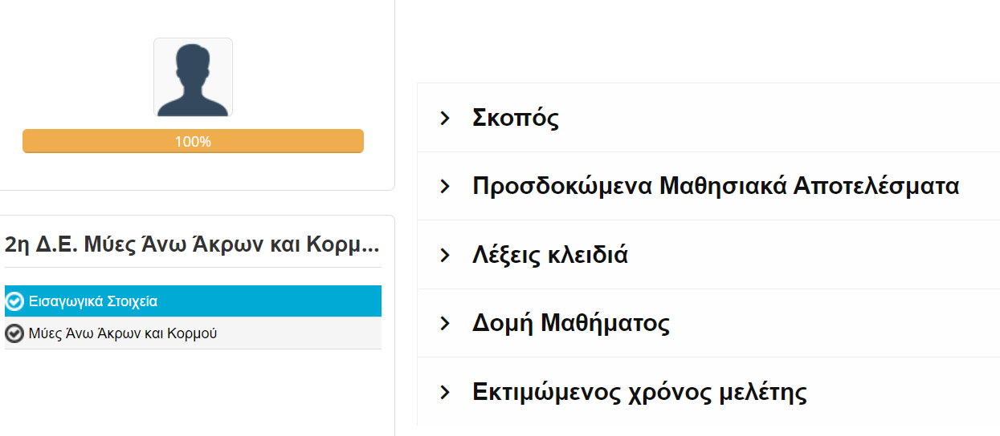 100%
2η Δ.Ε. Μύες Άνω Άκρων και Κορμ...
Εισαγωγικά Στοιχεία
Μύες Άνω Άκρων και Κορμού
Σκοπός
Προσδοκώμενα Μαθησιακά Αποτελέσματα
Λέξεις κλειδιά
Δομή Μαθήματος
Εκτιμώμενος χρόνος μελέτης